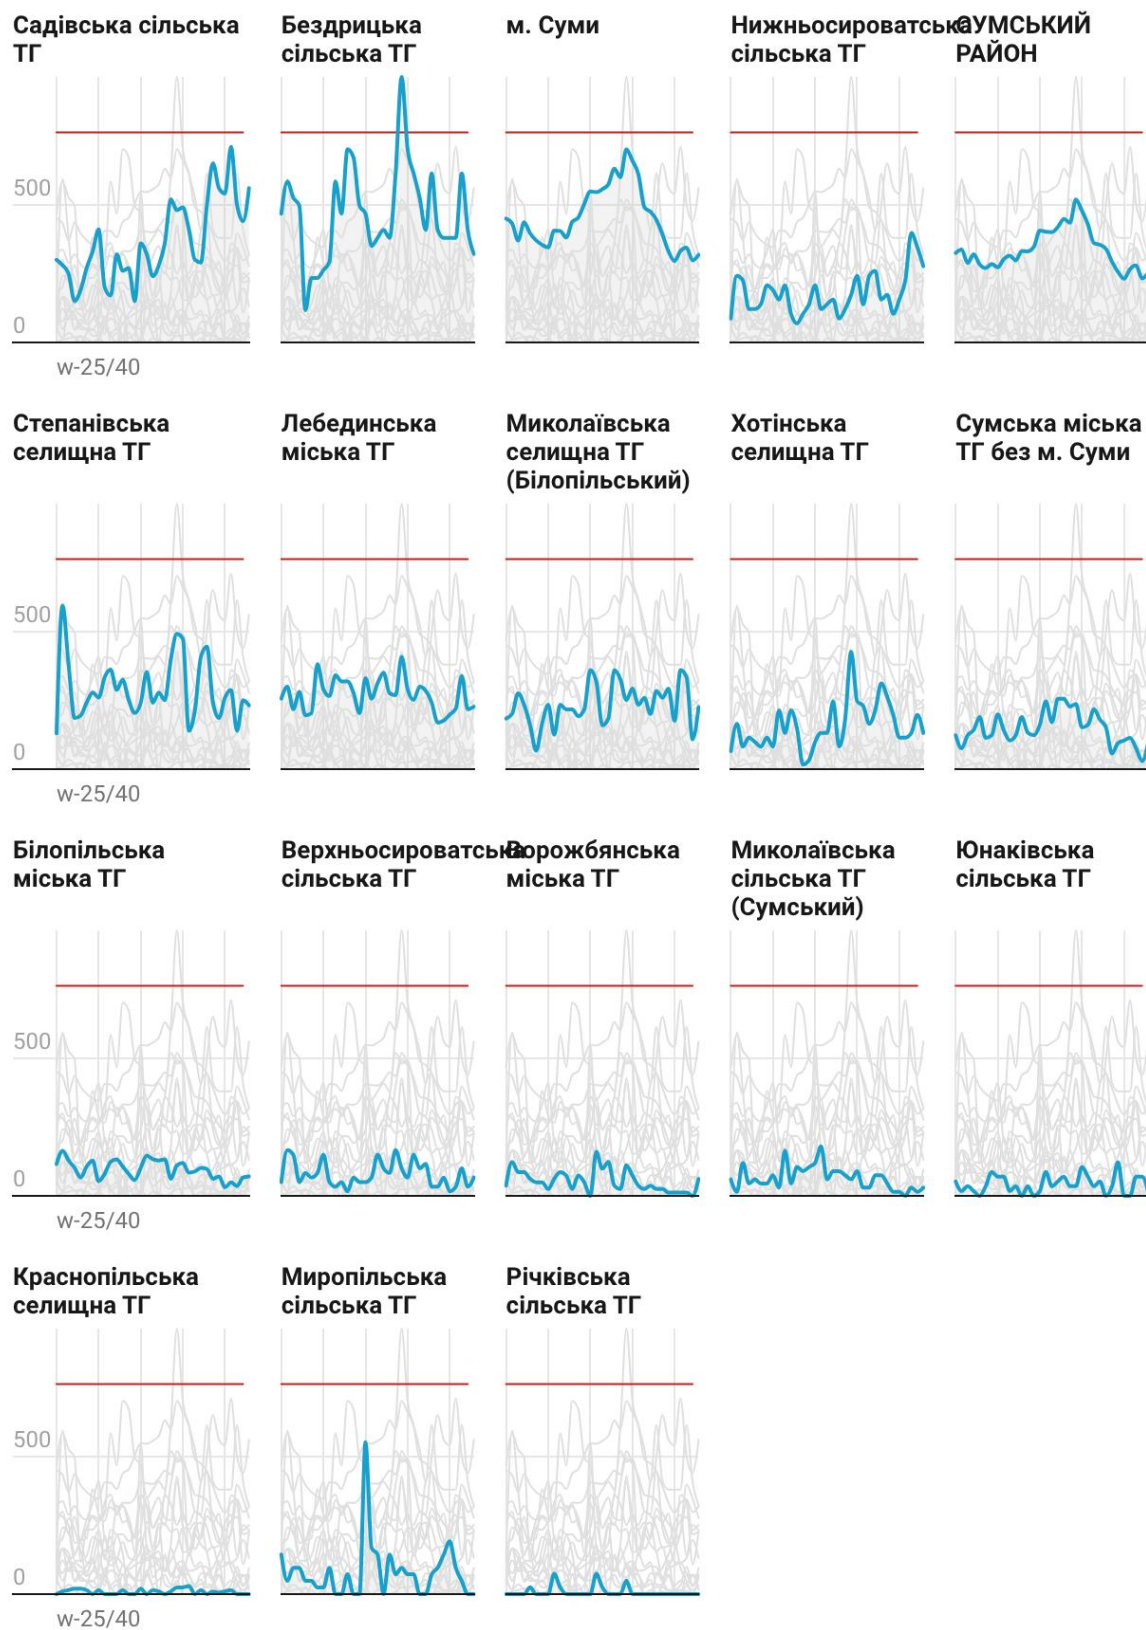 Садівська сільська
ТГ
Бездрицька
сільська ТГ
м. Суми
Нижньосироватська
сільська ТГ
СУМСЬКИЙ
РАЙОН
500
0
w-25/40
Степанівська
селищна ТГ
Лебединська
міська ТГ
Миколаївська
селищна ТГ
(Білопільський)
Хотінська
селищна ТГ
Сумська міська
ТГ без м. Суми
500
0
w-25/40
Білопільська
міська ТГ
Верхньосироватська
сільська ТГ
Ворожбянська
міська ТГ
Миколаївська
сільська ТГ
(Сумський)
Юнаківська
сільська ТГ
500
0
w-25/40
Краснопільська
селищна ТГ
Миропільська
сільська ТГ
Річківська
сільська ТГ
500
0
w-25/40